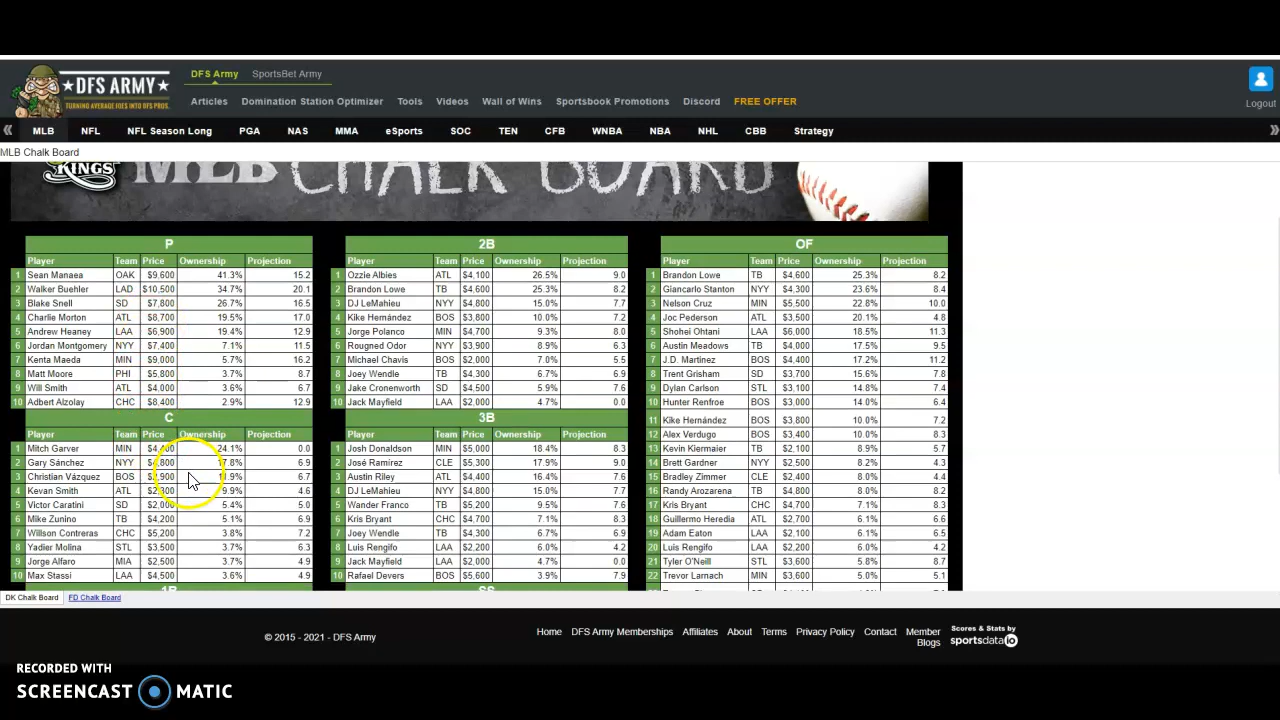 DFS Army SportsBet Army
★DFS ARMY★
TURNING AVERAGE JOES INTO DFS PROS.
Articles Domination Station Optimizer Tools Videos Wall of Wins Sportsbook Promotions Discord FREE OFFER
Logout
« MLB NFL NFL Season Long PGA NAS MMA eSports SOC TEN CFB WNBA NBA NHL CBB Strategy »
MLB Chalk Board
KINGS MLB CHALK BOARD
P
Player Team Price Ownership Projection
1 Sean Manaea OAK $9,600 41.3% 15.2
2 Walker Buehler LAD $10,500 34.7% 20.1
3 Blake Snell SD $7,800 26.7% 16.5
4 Charlie Morton ATL $8,700 19.5% 17.0
5 Andrew Heaney LAA $6,900 19.4% 12.9
6 Jordan Montgomery NYY $7,400 7.1% 11.5
7 Kenta Maeda MIN $9,000 5.7% 16.2
8 Matt Moore PHI $5,800 3.7% 8.7
9 Will Smith ATL $4,000 3.6% 6.7
10 Adbert Alzolay CHC $8,400 2.9% 12.9
C
Player Team Price Ownership Projection
1 Mitch Garver MIN 24.1% 0.0
2 Gary Sánchez NYY 17.8% 6.9
3 Christian Vázquez BOS 6.7
4 Kevan Smith ATL 9.9% 4.6
5 Victor Caratini SD $2,000 5.4% 5.0
6 Mike Zunino TB $4,200 5.1% 6.9
7 Willson Contreras CHC $5,200 3.8% 7.2
8 Yadier Molina STL $3,500 3.7% 6.3
9 Jorge Alfaro MIA $2,500 3.7% 4.9
10 Max Stassi LAA $4,500 3.6% 4.9
2B
Player Team Price Ownership Projection
1 Ozzie Albies ATL $4,100 26.5% 9.0
2 Brandon Lowe TB $4,600 25.3% 8.2
3 DJ LeMahieu NYY $4,800 15.0% 7.7
4 Kike Hernández BOS $3,800 10.0% 7.2
5 Jorge Polanco MIN $4,700 9.3% 8.0
6 Rougned Odor NYY $3,900 8.9% 6.3
7 Michael Chavis BOS $2,000 7.0% 5.5
8 Joey Wendle TB $4,300 6.7% 6.9
9 Jake Cronenworth SD $4,500 5.9% 7.6
10 Jack Mayfield LAA $2,000 4.7% 0.0
3B
Player Team Price Ownership Projection
1 Josh Donaldson MIN $5,000 18.4% 8.3
2 José Ramírez CLE $5,300 17.9% 9.0
3 Austin Riley ATL $4,400 16.4% 7.6
4 DJ LeMahieu NYY $4,800 15.0% 7.7
5 Wander Franco TB $5,200 9.5% 7.6
6 Kris Bryant CHC $4,700 7.1% 8.3
7 Joey Wendle TB $4,300 6.7% 6.9
8 Luis Rengifo LAA $2,200 6.0% 4.2
9 Jack Mayfield LAA $2,000 4.7% 0.0
10 Rafael Devers BOS $5,600 3.9% 7.9
OF
Player Team Price Ownership Projection
1 Brandon Lowe TB $4,600 25.3% 8.2
2 Giancarlo Stanton NYY $4,300 23.6% 8.4
3 Nelson Cruz MIN $5,500 22.8% 10.0
4 Joc Pederson ATL $3,500 20.1% 4.8
5 Shohei Ohtani LAA $6,000 18.5% 11.3
6 Austin Meadows TB $4,000 17.5% 9.5
7 J.D. Martinez BOS $4,400 17.2% 11.2
8 Trent Grisham SD $3,700 15.6% 7.8
9 Dylan Carlson STL $3,100 14.8% 7.4
10 Hunter Renfroe BOS $4,200 14.0% 6.4
11 Kike Hernández BOS $3,800 10.0% 7.2
12 Alex Verdugo BOS $3,400 10.0% 8.3
13 Kevin Kiermaier TB $2,100 8.9% 5.7
14 Brett Gardner NYY $2,500 8.2% 4.3
15 Bradley Zimmer CLE $2,400 8.0% 4.4
16 Randy Arozarena TB $4,800 8.0% 8.2
17 Kris Bryant CHC $4,700 7.1% 8.3
18 Guillermo Heredia ATL $2,700 6.6% 6.6
19 Adam Eaton LAA $2,100 6.1% 6.5
20 Luis Rengifo LAA $2,200 6.0% 4.2
21 Tyler O'Neill STL $3,600 5.8% 8.7
22 Trevor Larnach MIN $3,600 5.0% 5.1
DK Chalk Board FD Chalk Board
© 2015 - 2021 - DFS Army
Home DFS Army Memberships Affiliates About Terms Privacy Policy Contact Member Blogs
Scores & Stats by
sportsdataio
RECORDED WITH
SCREENCAST MATIC